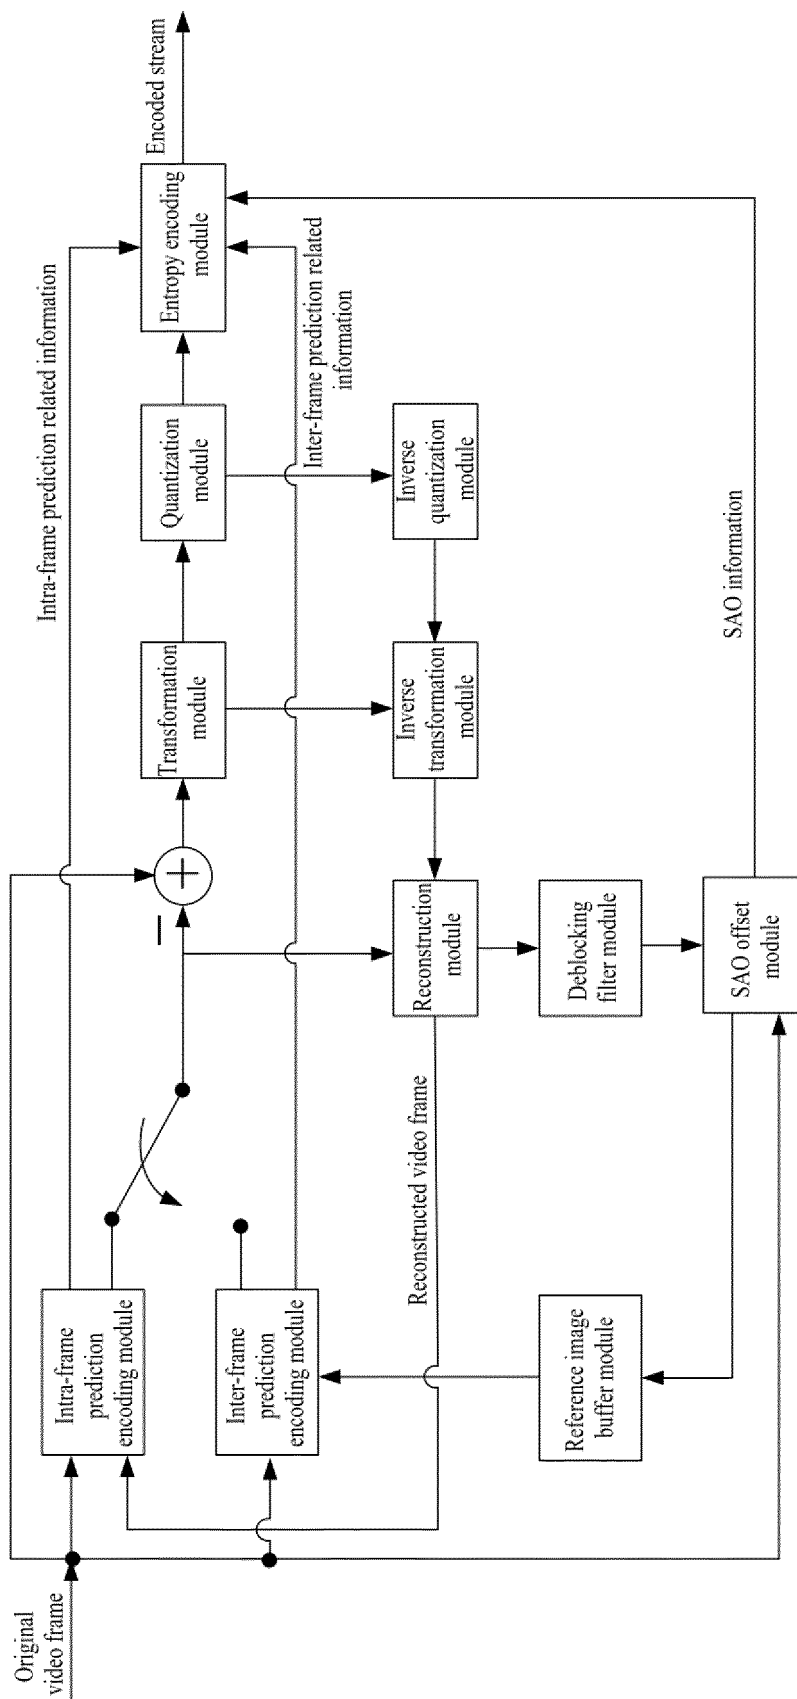 Original
video frame
Intra-frame
prediction
encoding module
Inter-frame
prediction
encoding module
Intra-frame prediction related information
Inter-frame prediction related
information
+
−
Transformation
module
Quantization
module
Entropy encoding
module
Encoded stream
Inverse
quantization
module
Inverse
transformation
module
Reconstruction
module
Reconstructed video frame
Deblocking
filter module
SAO offset
module
SAO information
Reference image
buffer module